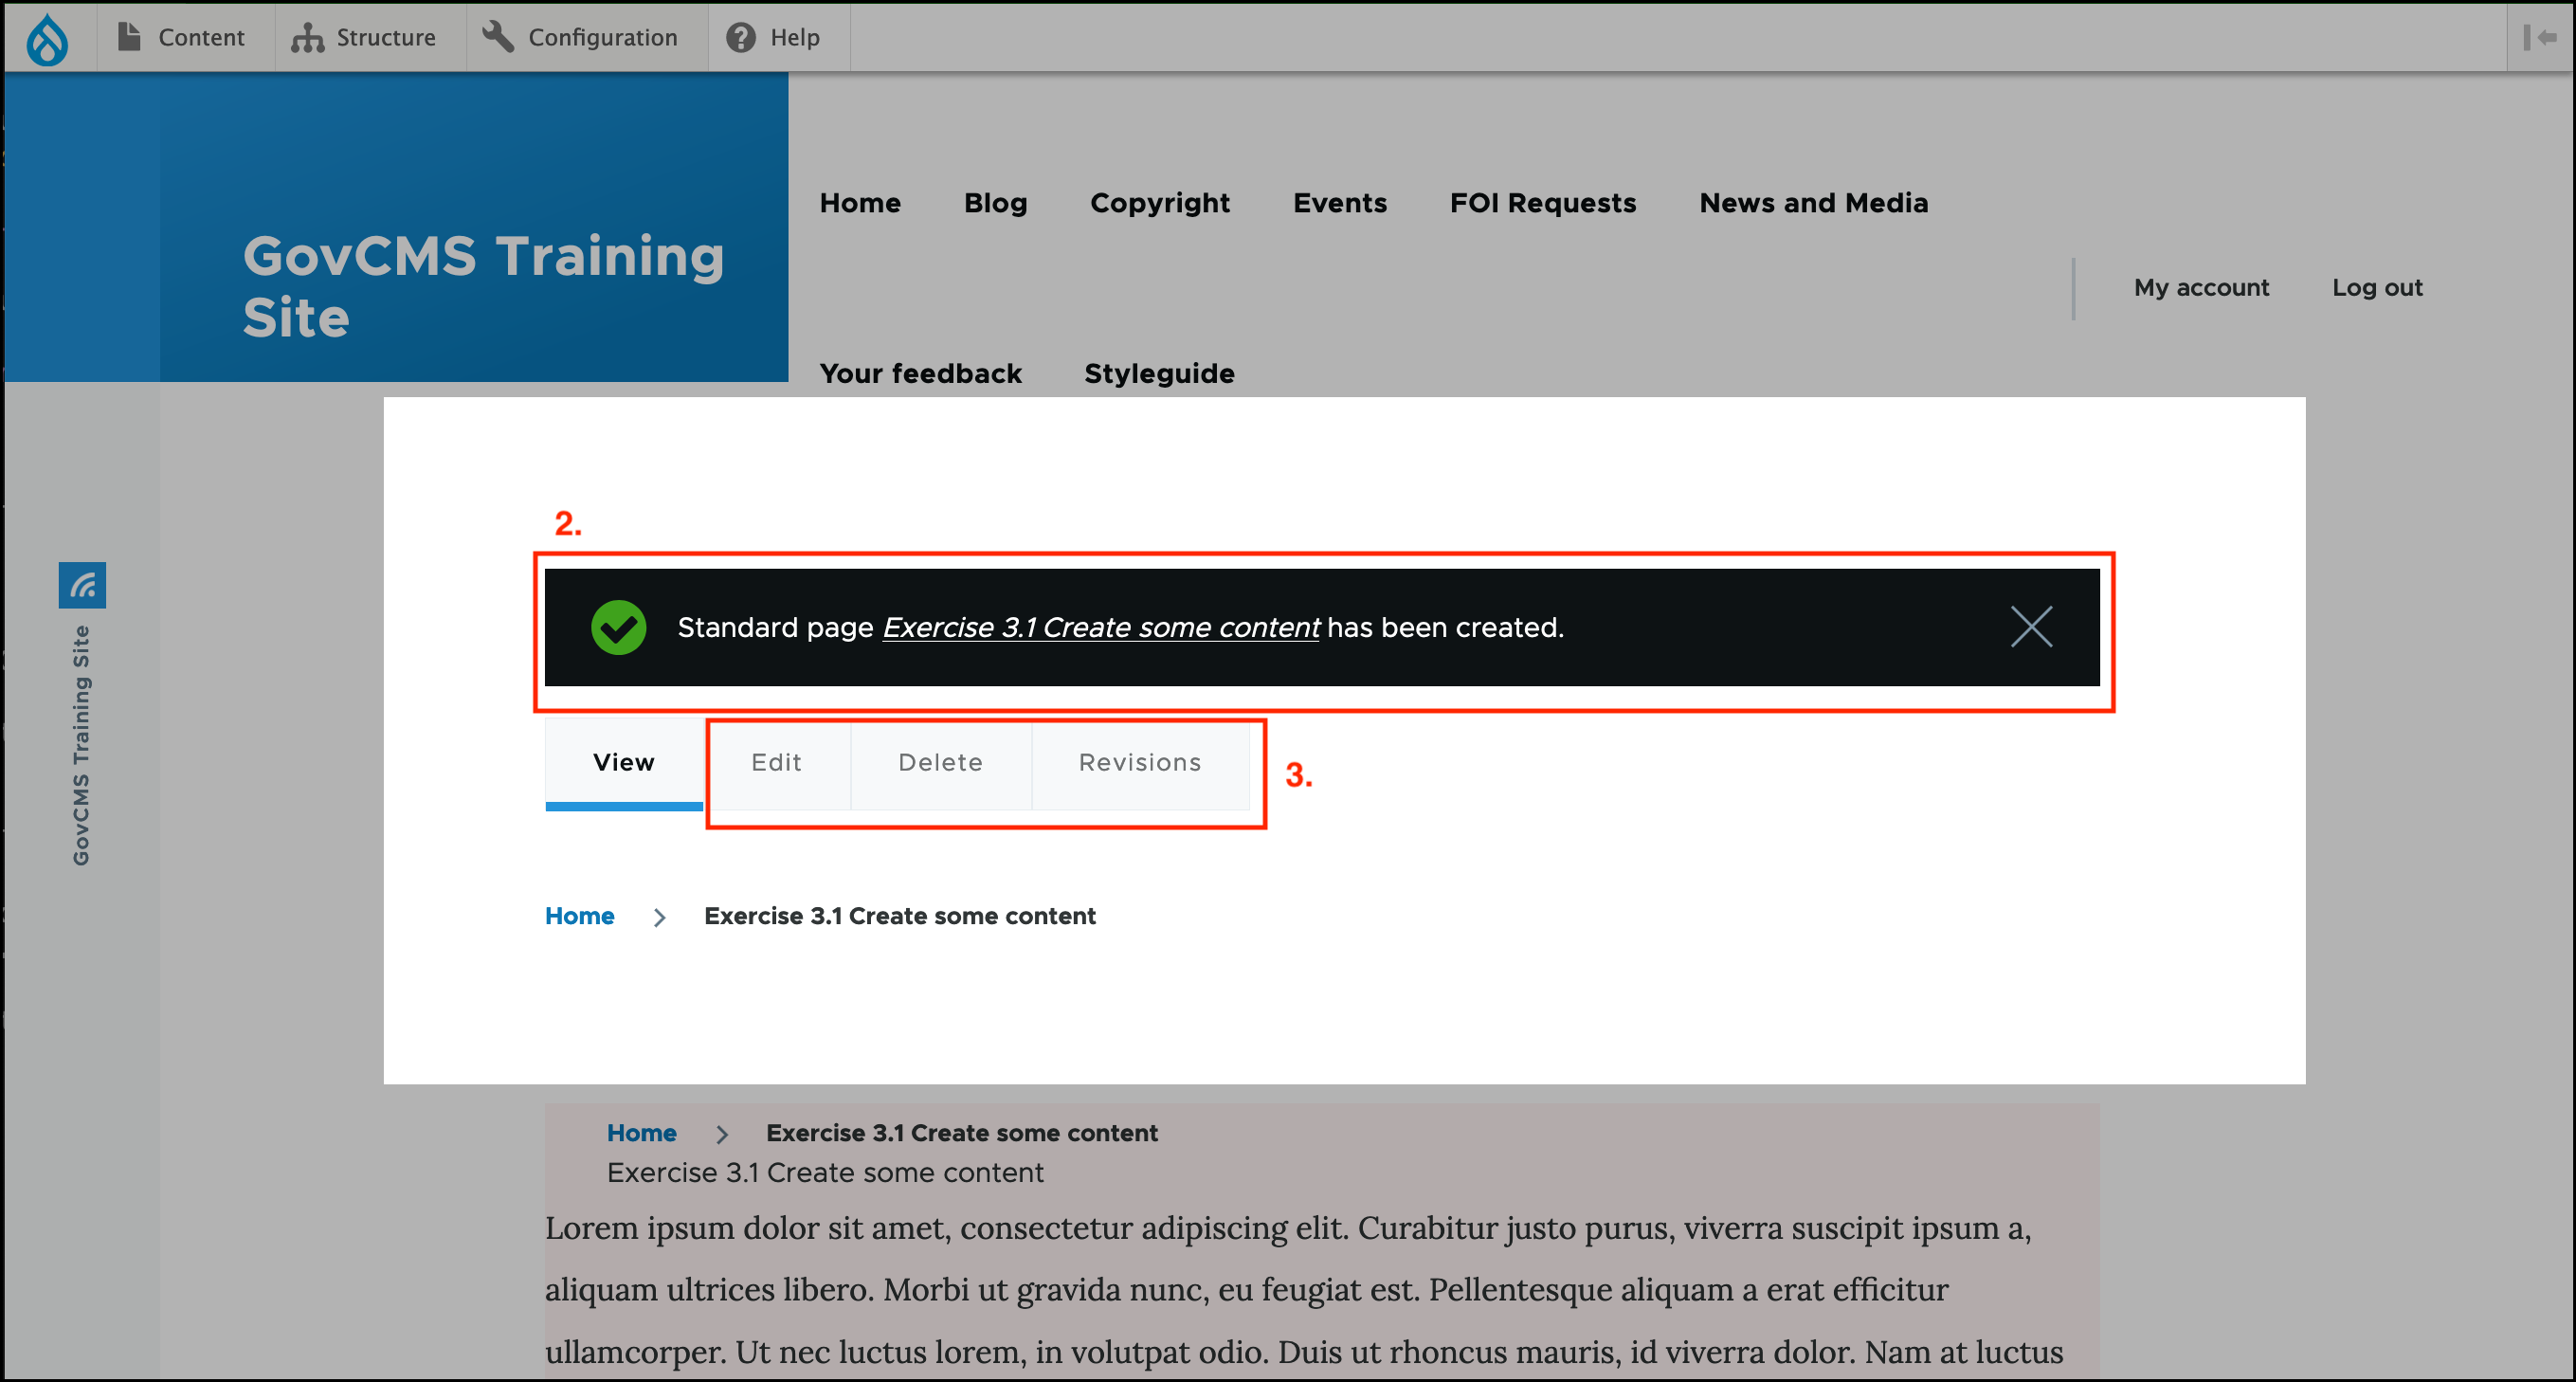 Content
Structure
Configuration
Help
GovCMS Training
Site
Home
Blog
Copyright
Events
FOI Requests
News and Media
My account
Log out
Your feedback
Styleguide
GovCMS Training Site
2.
Standard page Exercise 3.1 Create some content has been created.
View
Edit
Delete
Revisions
3.
Home
Exercise 3.1 Create some content
Home
Exercise 3.1 Create some content
Exercise 3.1 Create some content
Lorem ipsum dolor sit amet, consectetur adipiscing elit. Curabitur justo purus, viverra suscipit ipsum a,
aliquam ultrices libero. Morbi ut gravida nunc, eu feugiat est. Pellentesque aliquam a erat efficitur
ullamcorper. Ut nec luctus lorem, in volutpat odio. Duis ut rhoncus mauris, id viverra dolor. Nam at luctus